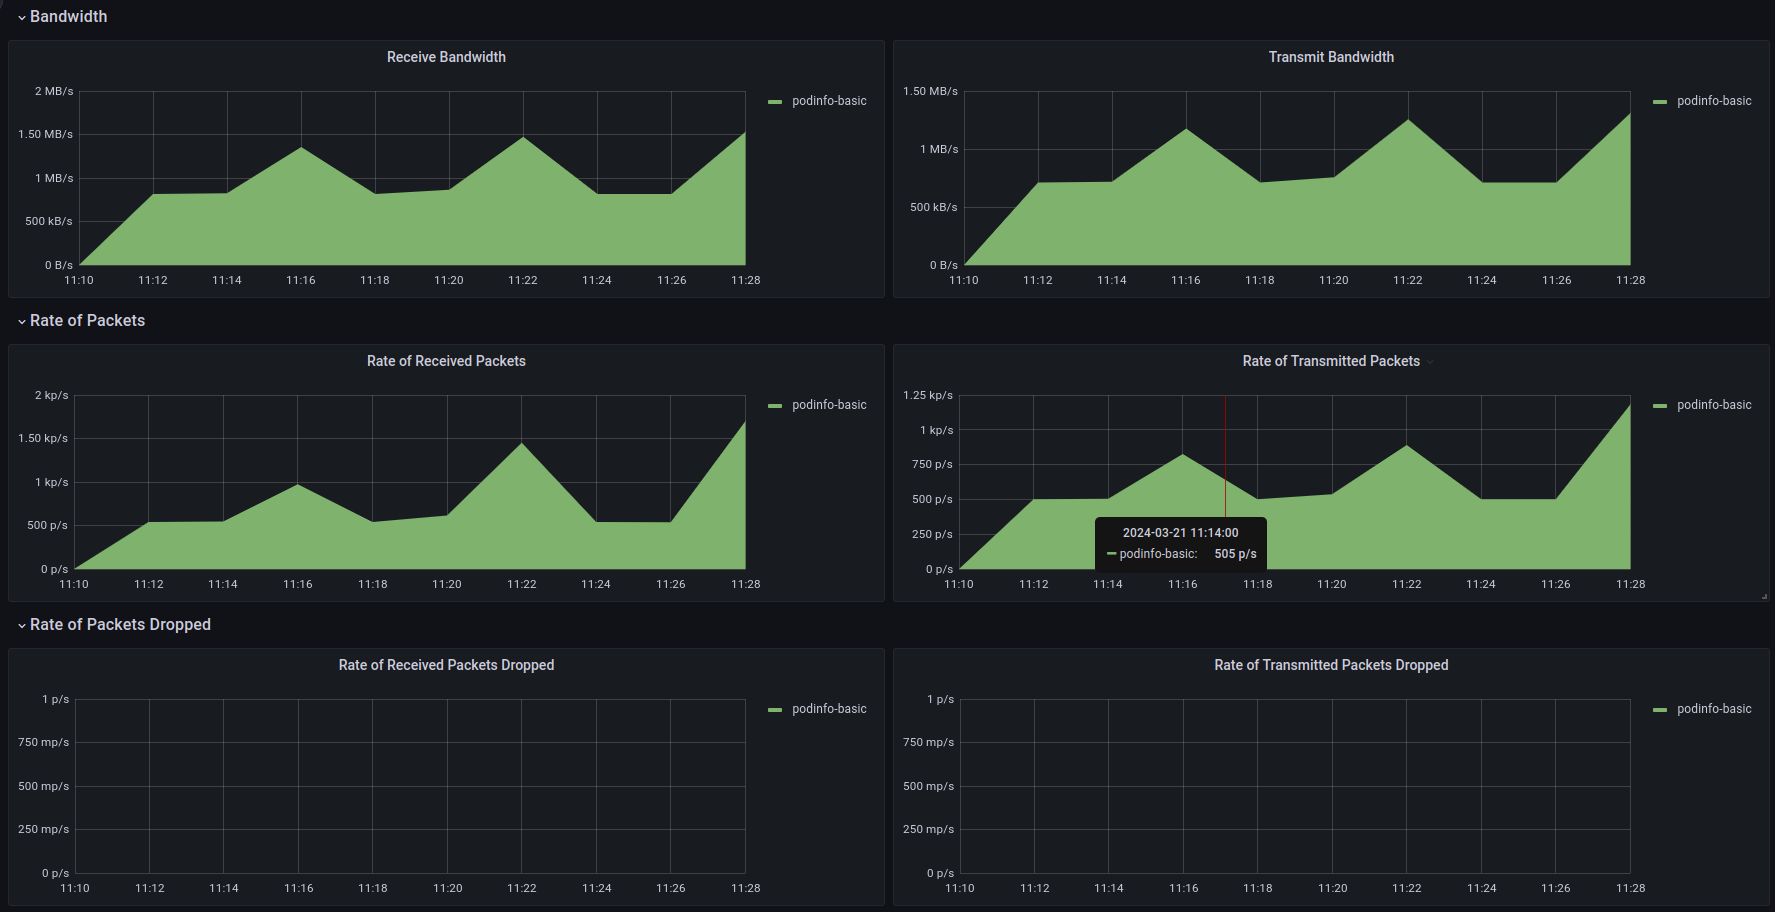 Bandwidth
Receive Bandwidth
2 MB/s
1.50 MB/s
1 MB/s
500 kB/s
0 B/s
11:10 11:12 11:14 11:16 11:18 11:20 11:22 11:24 11:26 11:28
podinfo-basic
Transmit Bandwidth
1.50 MB/s
1 MB/s
500 kB/s
0 B/s
11:10 11:12 11:14 11:16 11:18 11:20 11:22 11:24 11:26 11:28
podinfo-basic
Rate of Packets
Rate of Received Packets
2 kp/s
1.50 kp/s
1 kp/s
500 p/s
0 p/s
11:10 11:12 11:14 11:16 11:18 11:20 11:22 11:24 11:26 11:28
podinfo-basic
Rate of Transmitted Packets
1.25 kp/s
1 kp/s
750 p/s
500 p/s
250 p/s
0 p/s
11:10 11:12 11:14 11:16 11:18 11:20 11:22 11:24 11:26 11:28
podinfo-basic
2024-03-21 11:14:00
podinfo-basic: 505 p/s
Rate of Packets Dropped
Rate of Received Packets Dropped
1 p/s
750 mp/s
500 mp/s
250 mp/s
0 p/s
11:10 11:12 11:14 11:16 11:18 11:20 11:22 11:24 11:26 11:28
podinfo-basic
Rate of Transmitted Packets Dropped
1 p/s
750 mp/s
500 mp/s
250 mp/s
0 p/s
11:10 11:12 11:14 11:16 11:18 11:20 11:22 11:24 11:26 11:28
podinfo-basic